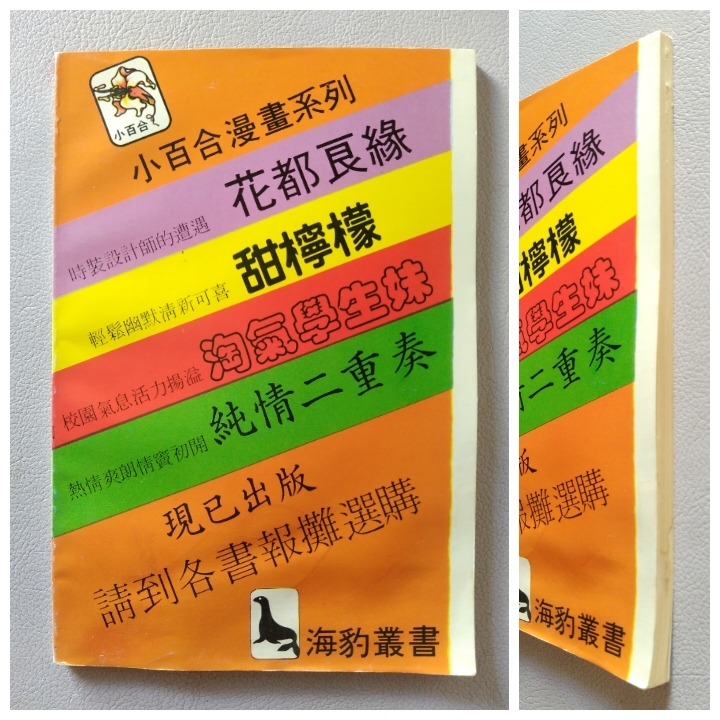 小百合
小百合漫畫系列
時裝設計師的遭遇 花都良緣
輕鬆幽默清新可喜 甜檸檬
校園氣息活力揚溢 淘氣學生妹
熱情爽朗情竇初開 純情二重奏
現已出版
請到各書報攤選購
海豹叢書
畫系列
都良緣
檸檬
氣學生妹
二重奏
版
報攤選購
海豹叢書